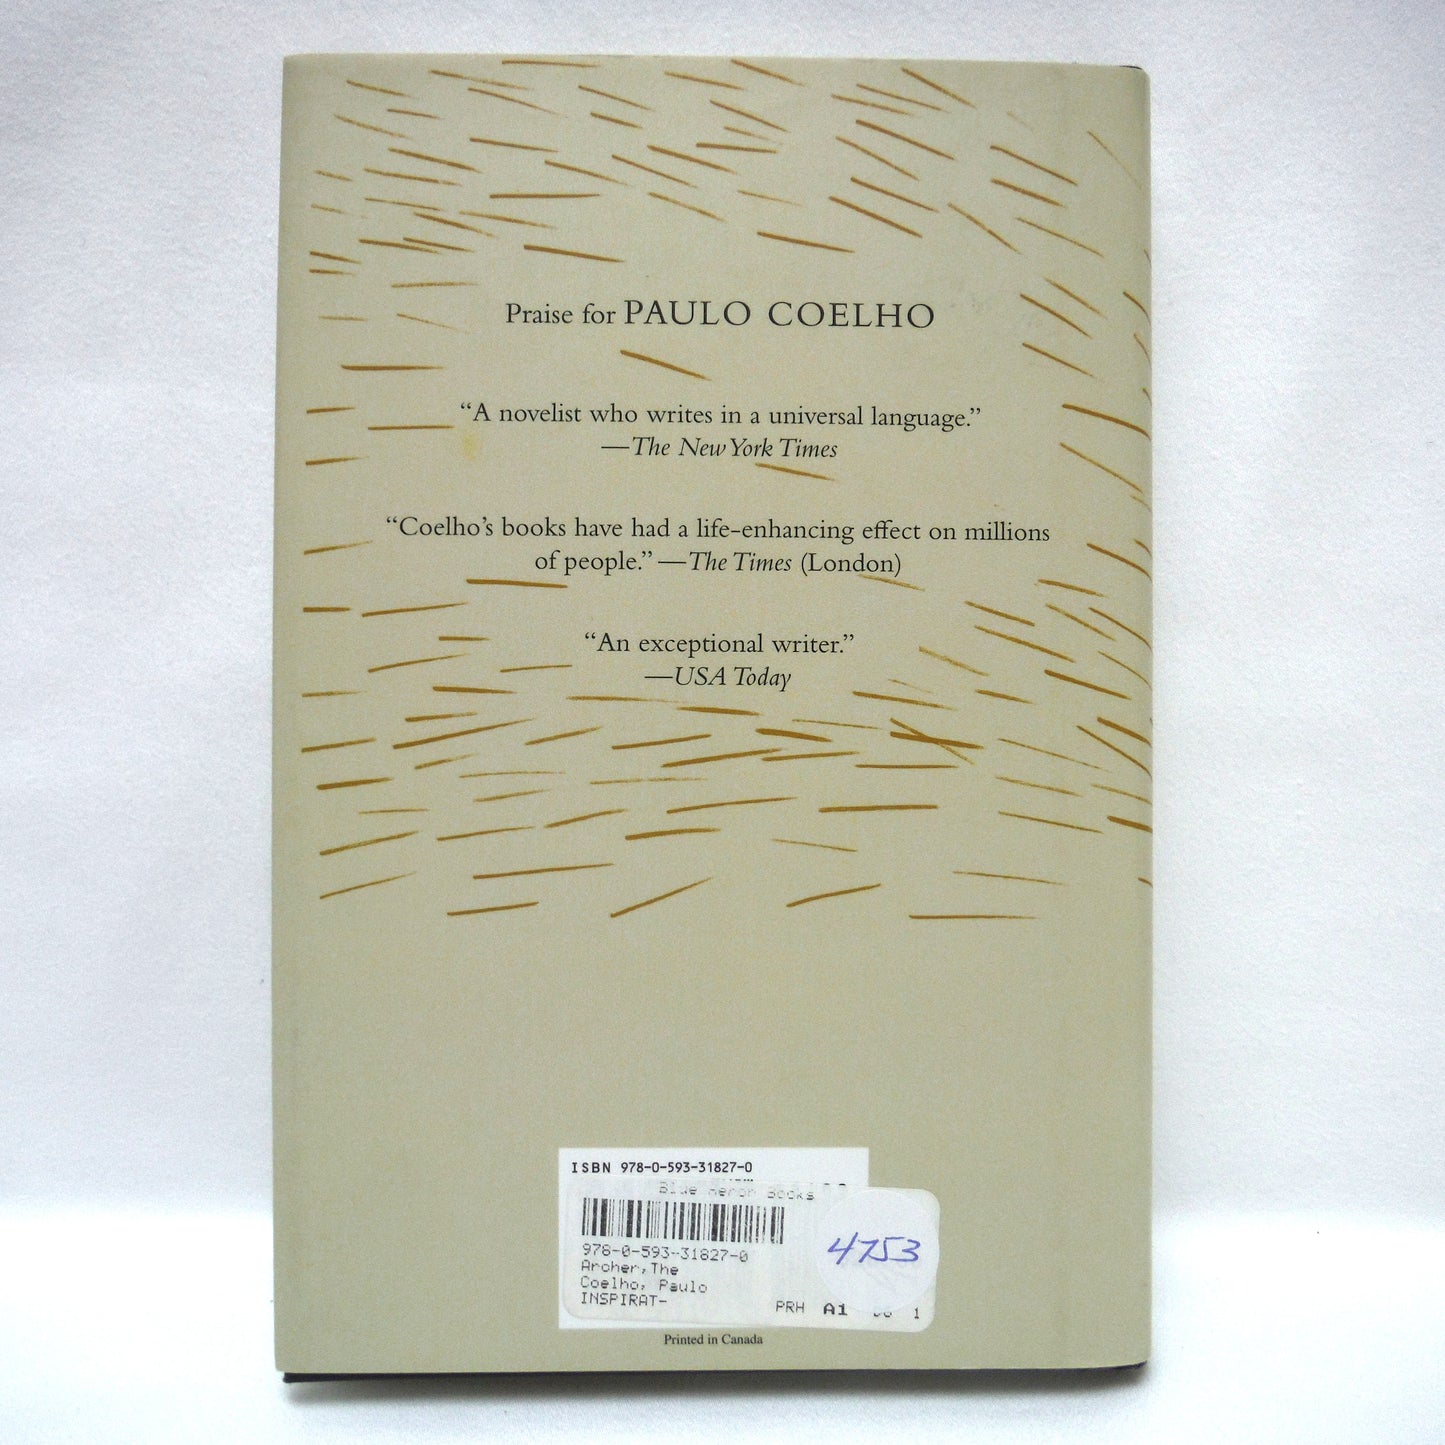 Praise for PAULO COELHO
“A novelist who writes in a universal language.”
—The New York Times
“Coelho’s books have had a life-enhancing effect on millions
of people.” —The Times (London)
“An exceptional writer.”
—USA Today
ISBN 978-0-593-31827-0
Blue Heron Books
978-0-593-31827-0
Archer,The
Coelho, Paulo
INSPIRAT-
4753
PRH A1 1
Printed in Canada